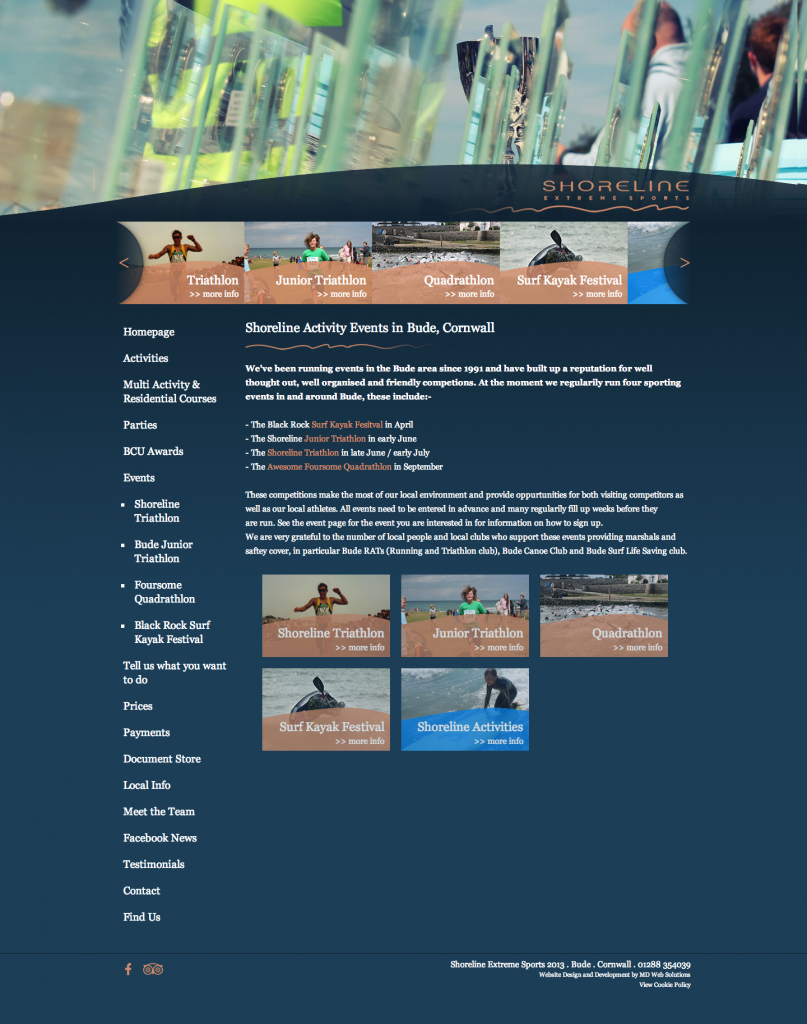 SHORELINE
EXTREME SPORTS
<
Triathlon
>> more info
Junior Triathlon
>> more info
Quadrathlon
>> more info
Surf Kayak Festival
>> more info
>
Homepage
Activities
Multi Activity &
Residential Courses
Parties
BCU Awards
Events
Shoreline
Triathlon
Bude Junior
Triathlon
Foursome
Quadrathlon
Black Rock Surf
Kayak Festival
Tell us what you want
to do
Prices
Payments
Document Store
Local Info
Meet the Team
Facebook News
Testimonials
Contact
Find Us
Shoreline Activity Events in Bude, Cornwall
We've been running events in the Bude area since 1991 and have built up a reputation for well
thought out, well organised and friendly competions. At the moment we regularily run four sporting
events in and around Bude, these include:-
- The Black Rock Surf Kayak Fesitval in April
- The Shoreline Junior Triathlon in early June
- The Shoreline Triathlon in late June / early July
- The Awesome Foursome Quadrathlon in September
These competitions make the most of our local environment and provide oppurtunities for both visiting competitors as
well as our local athletes. All events need to be entered in advance and many regularily fill up weeks before they
are run. See the event page for the event you are interested in for information on how to sign up.
We are very grateful to the number of local people and local clubs who support these events providing marshals and
saftey cover, in particular Bude RATs (Running and Triathlon club), Bude Canoe Club and Bude Surf Life Saving club.
Shoreline Triathlon
>> more info
Junior Triathlon
>> more info
Quadrathlon
>> more info
Surf Kayak Festival
>> more info
Shoreline Activities
>> more info
Shoreline Extreme Sports 2013 . Bude . Cornwall . 01288 354039
Website Design and Development by MD Web Solutions
View Cookie Policy